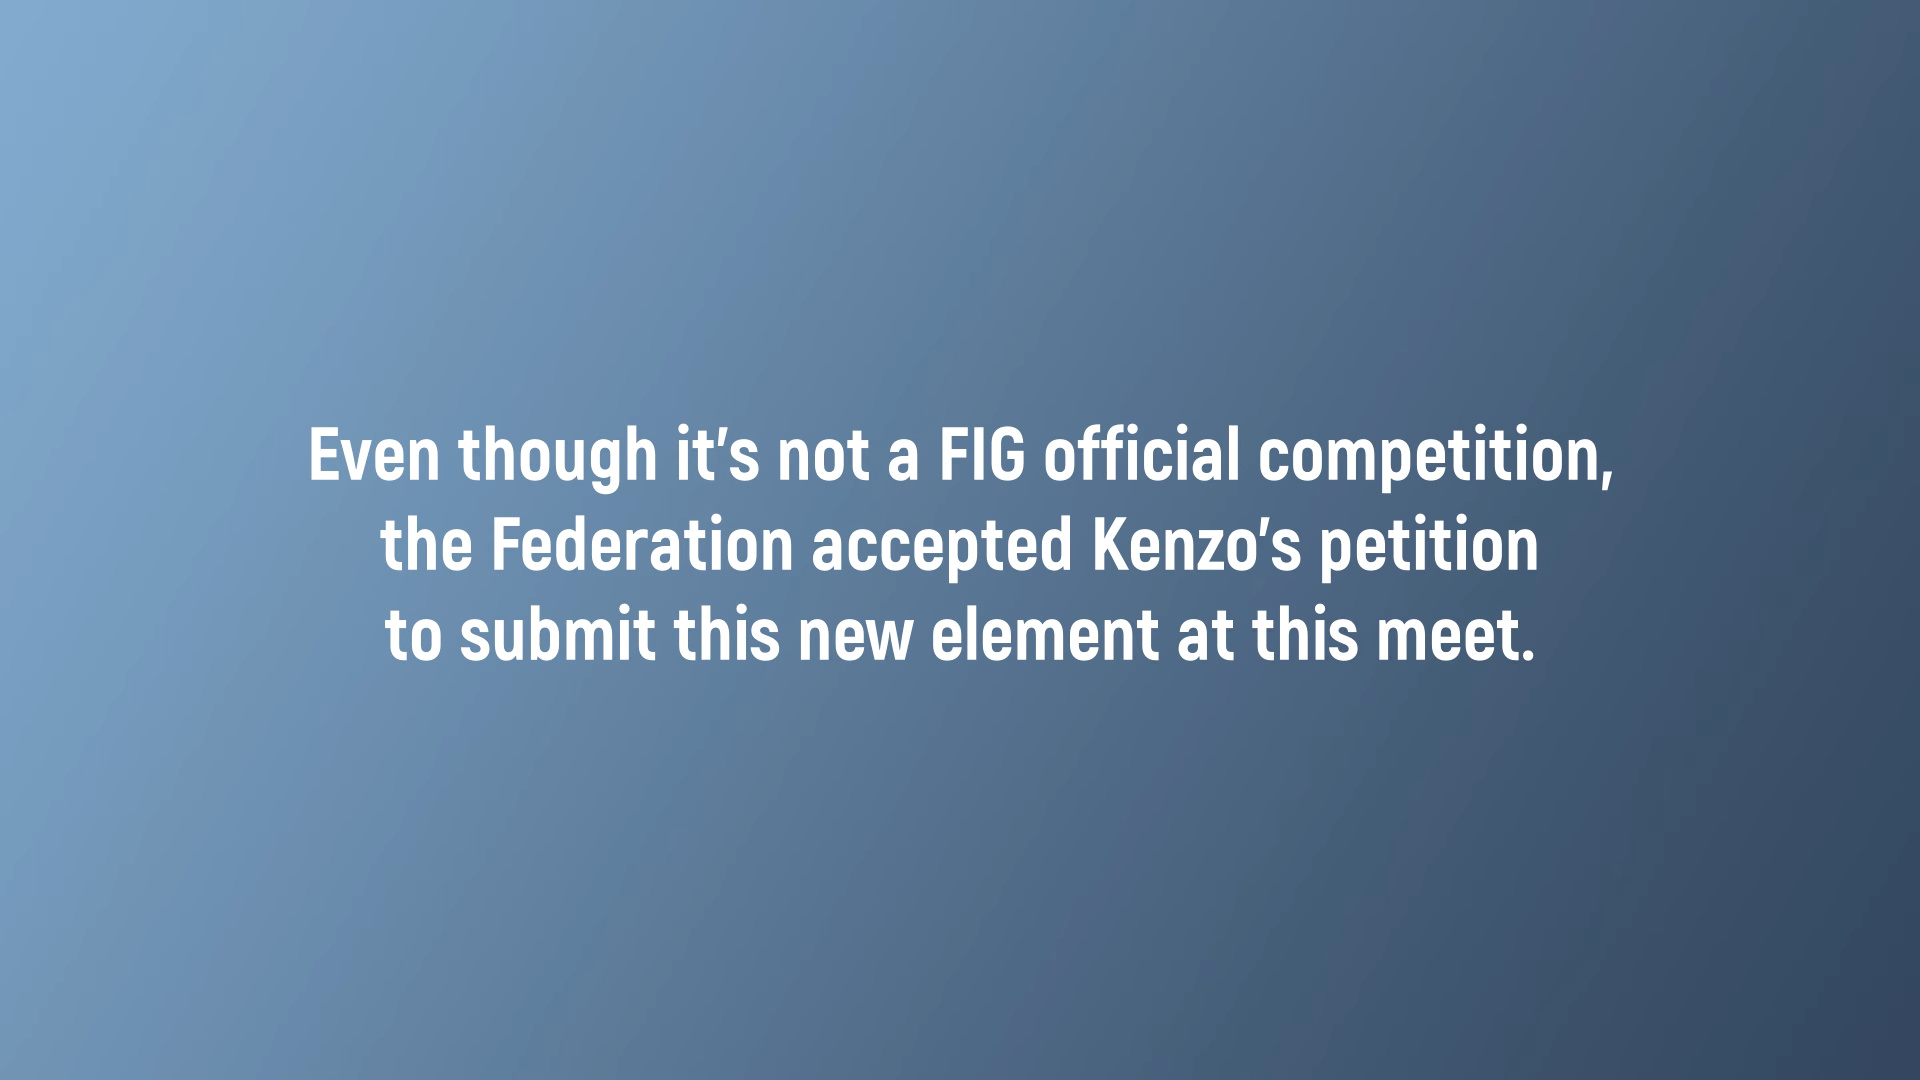 Even though it's not a FIG official competition,
the Federation accepted Kenzo's petition
to submit this new element at this meet.